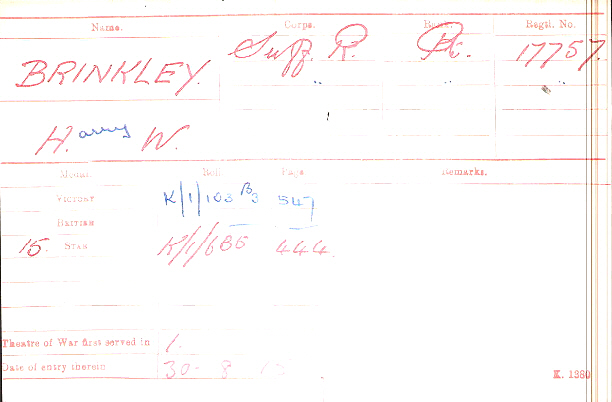 Name. Corps. Rank. Regtl. No.
BRINKLEY. Suff. R. Pte. 17757.
" "
Harry W.
Medal. Roll Page Remarks.
VICTORY K/1/103 B3 547
BRITISH
15. STAR K/1/6B5 444
Theatre of War first served in 1.
Date of entry therein 30. 8. 15
K. 1380